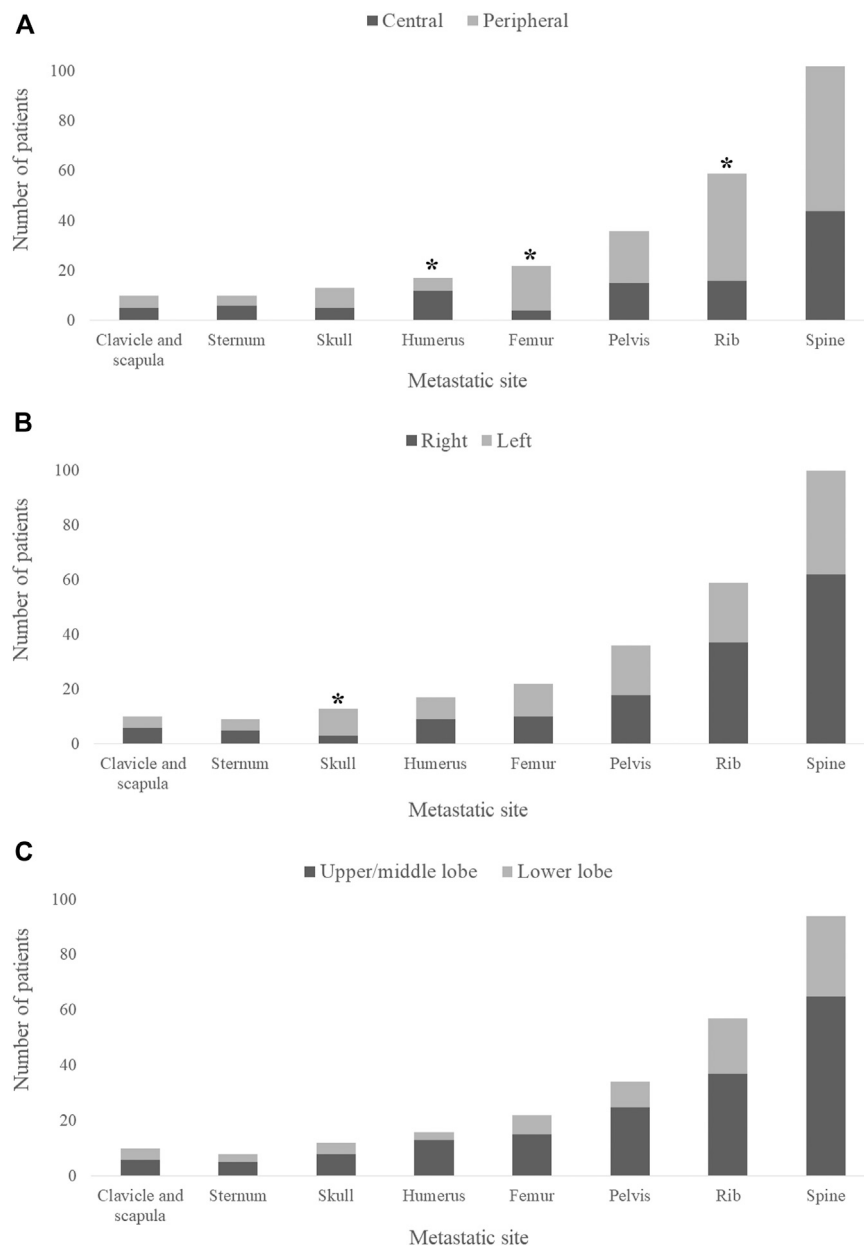 A
Central Peripheral
Number of patients
100
80
60
40
20
0
* * *
Clavicle and scapula Sternum Skull Humerus Femur Pelvis Rib Spine
Metastatic site
B
Right Left
Number of patients
100
80
60
40
20
0
*
Clavicle and scapula Sternum Skull Humerus Femur Pelvis Rib Spine
Metastatic site
C
Upper/middle lobe Lower lobe
Number of patients
100
80
60
40
20
0
Clavicle and scapula Sternum Skull Humerus Femur Pelvis Rib Spine
Metastatic site